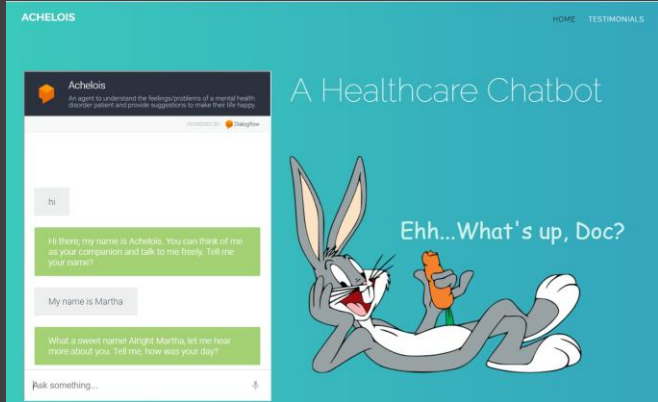 ACHELOIS
HOME TESTIMONIALS
Achelois
An agent to understand the feelings/problems of a mental health
disorder patient and provide suggestions to make their life happy.
POWERED BY Dialogflow
hi
Hi there, my name is Achelois. You can think of me
as your companion and talk to me freely. Tell me
your name?
My name is Martha
What a sweet name! Alright Martha, let me hear
more about you. Tell me, how was your day?
Ask something...
A Healthcare Chatbot
Ehh...What's up, Doc?